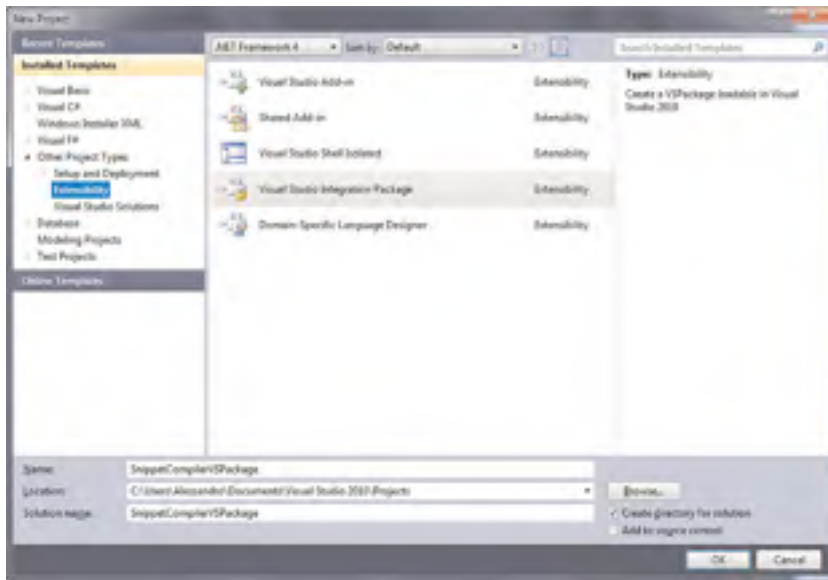 New Project
Recent Templates
Installed Templates
Visual Basic
Visual C#
Windows Installer XML
Visual F#
Other Project Types
Setup and Deployment
Extensibility
Visual Studio Solutions
Database
Modeling Projects
Test Projects
Online Templates
.NET Framework 4
Sort by: Default
Visual Studio Add-in Extensibility
Shared Add-in Extensibility
Visual Studio Shell Isolated Extensibility
Visual Studio Integration Package Extensibility
Domain-Specific Language Designer Extensibility
Search Installed Templates
Type: Extensibility
Create a VSPackage loadable in Visual
Studio 2010
Name: SnippetCompilerVSPackage
Location: C:\Users\Alessandro\Documents\Visual Studio 2010\Projects
Solution name: SnippetCompilerVSPackage
Browse...
Create directory for solution
Add to source control
OK Cancel